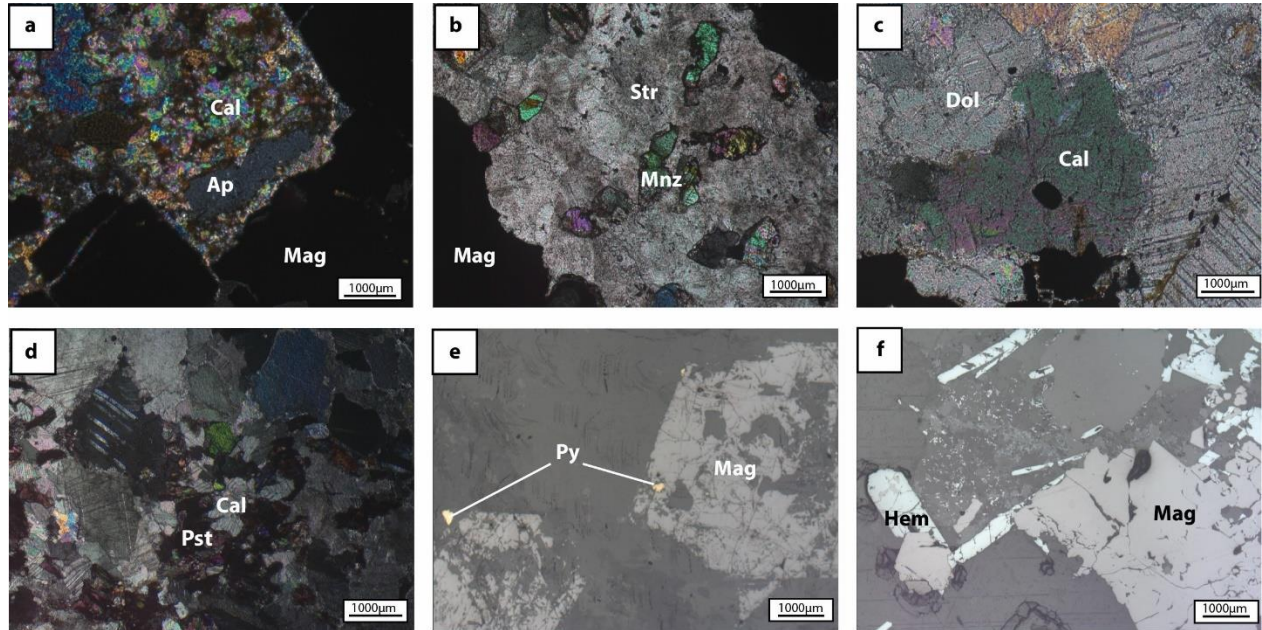 a
Cal
Ap
Mag
1000µm
b
Str
Mnz
Mag
1000µm
c
Dol
Cal
1000µm
d
Cal
Pst
1000µm
e
Py
Mag
1000µm
f
Hem
Mag
1000µm